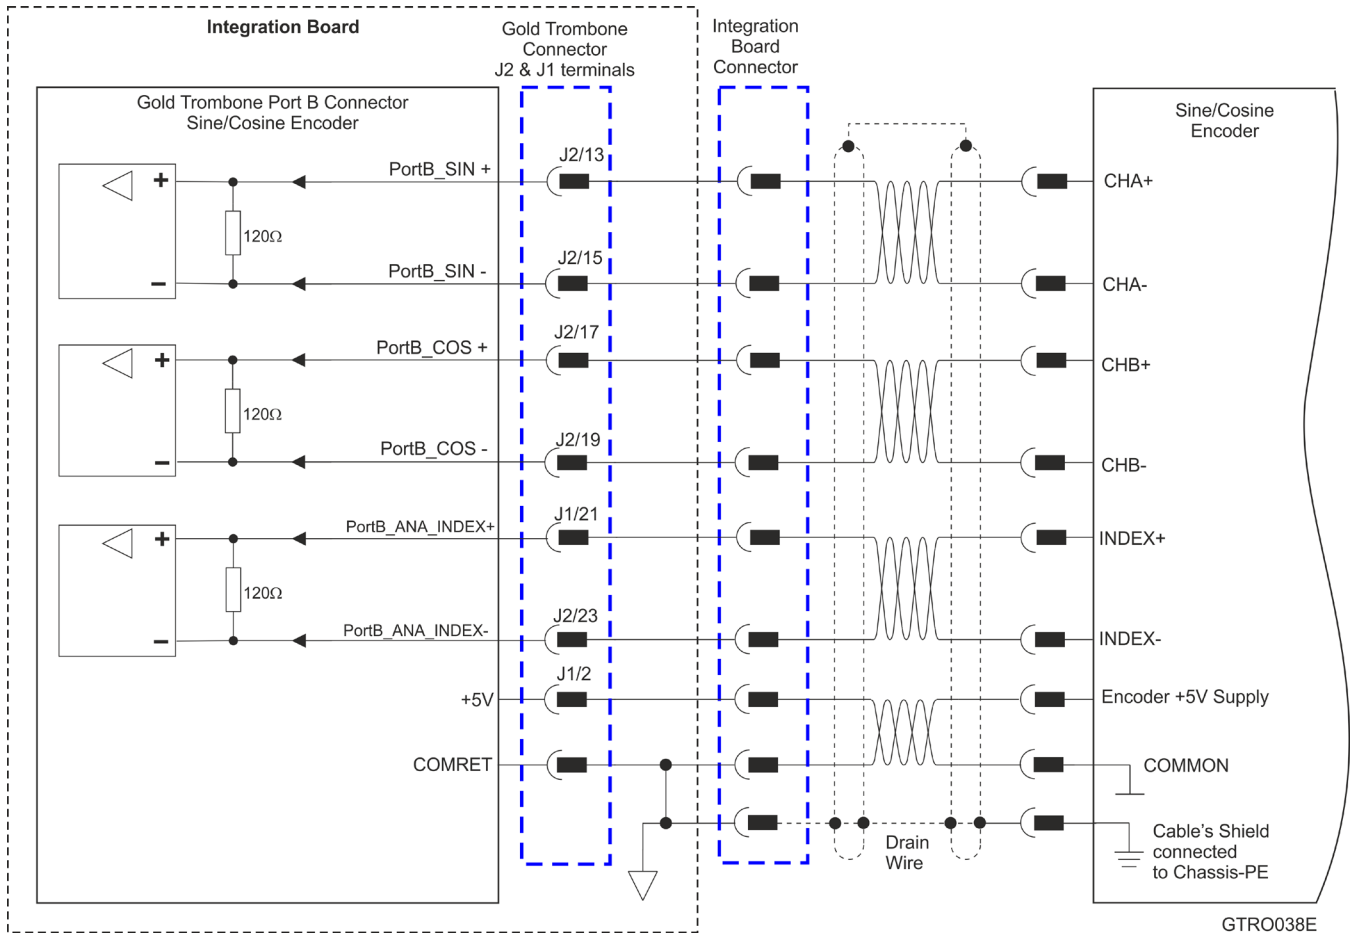 Integration Board
Gold Trombone
Connector
J2 & J1 terminals
Integration
Board
Connector
Gold Trombone Port B Connector
Sine/Cosine Encoder
Sine/Cosine
Encoder
PortB_SIN +
J2/13
CHA+
120Ω
PortB_SIN -
J2/15
CHA-
PortB_COS +
J2/17
CHB+
120Ω
PortB_COS -
J2/19
CHB-
PortB_ANA_INDEX+
J1/21
INDEX+
120Ω
PortB_ANA_INDEX-
J2/23
INDEX-
+5V
J1/2
Encoder +5V Supply
COMRET
COMMON
Drain
Wire
Cable's Shield
connected
to Chassis-PE
GTRO038E